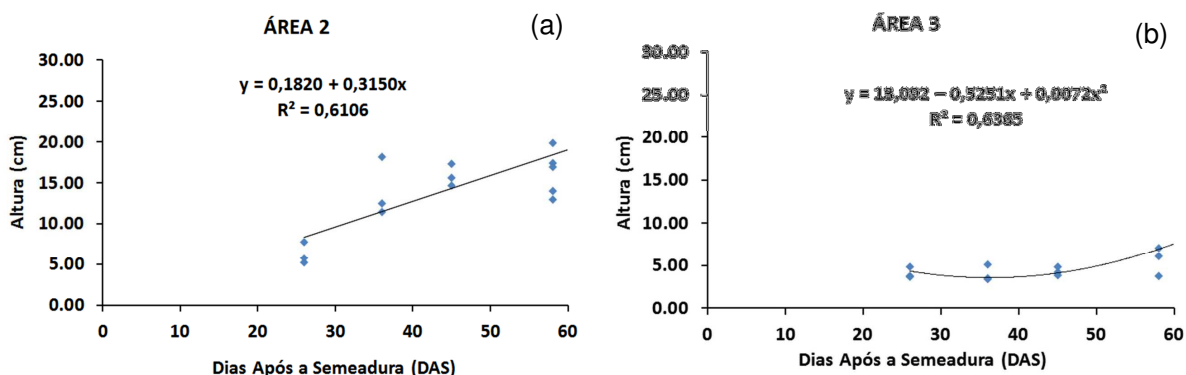 ÁREA 2
(a)
30.00
25.00
20.00
15.00
10.00
5.00
0.00
Altura (cm)
y = 0,1820 + 0,3150x
R² = 0,6106
0 10 20 30 40 50 60
Dias Após a Semeadura (DAS)
ÁREA 3
(b)
30.00
25.00
20.00
15.00
10.00
5.00
0.00
Altura (cm)
y = 13,092 – 0,5251x + 0,0072x²
R² = 0,6365
0 10 20 30 40 50 60
Dias Após a Semeadura (DAS)